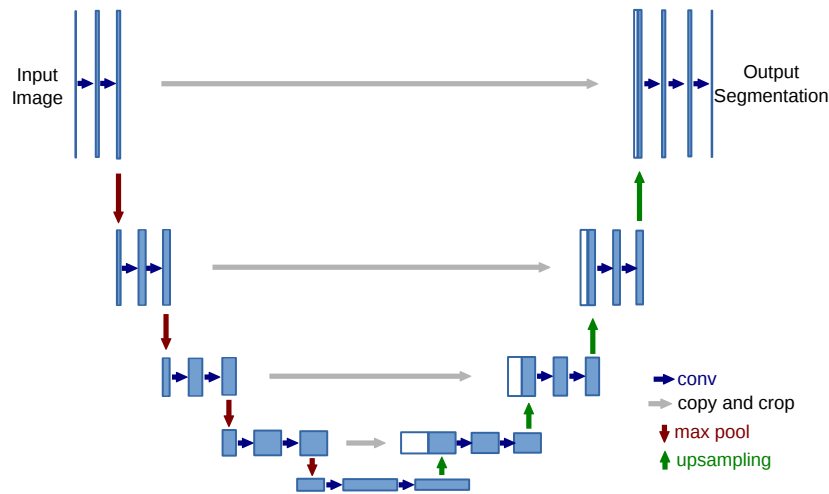 Input
Image
Output
Segmentation
conv
copy and crop
max pool
upsampling